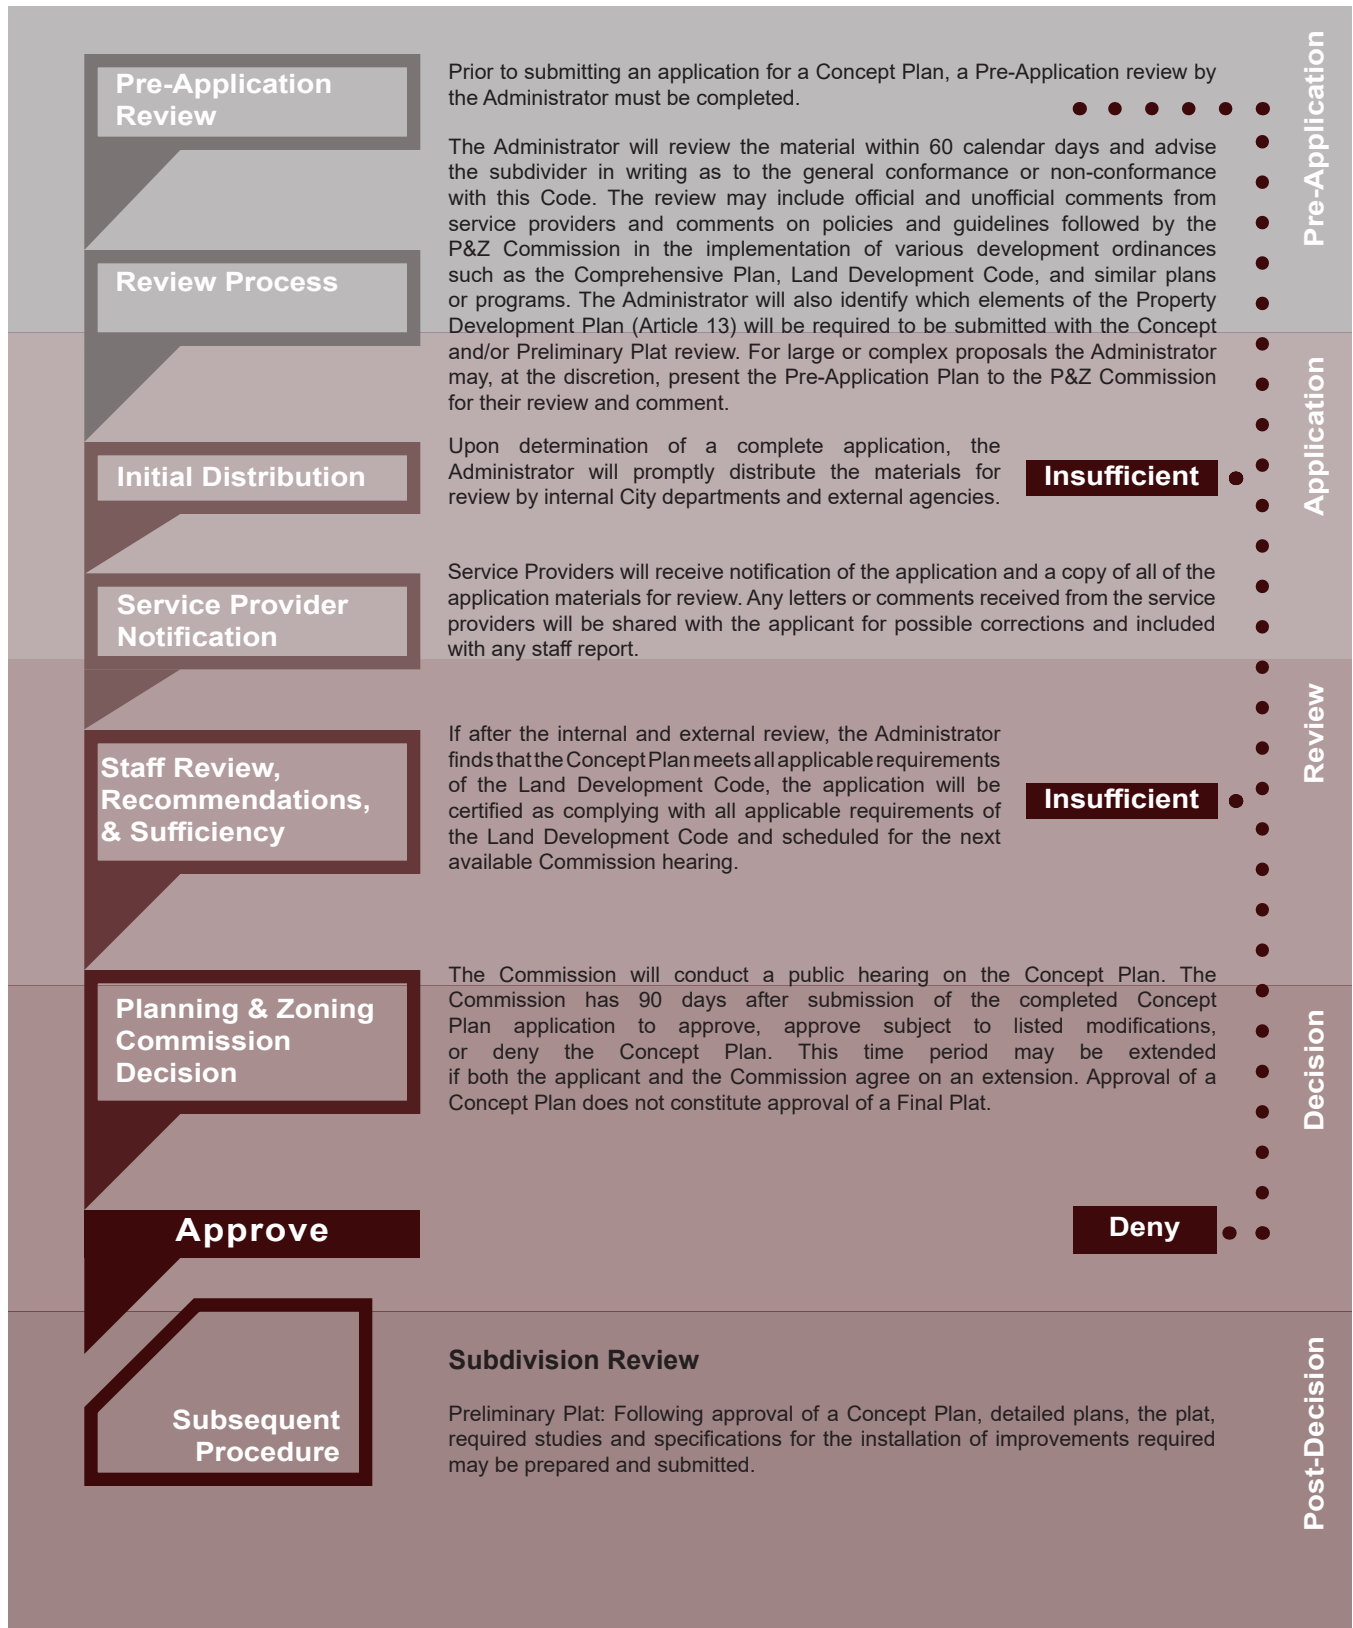 Pre-Application
Review
Prior to submitting an application for a Concept Plan, a Pre-Application review by
the Administrator must be completed.
Pre-Application
The Administrator will review the material within 60 calendar days and advise
the subdivider in writing as to the general conformance or non-conformance
with this Code. The review may include official and unofficial comments from
service providers and comments on policies and guidelines followed by the
P&Z Commission in the implementation of various development ordinances
such as the Comprehensive Plan, Land Development Code, and similar plans
or programs. The Administrator will also identify which elements of the Property
Development Plan (Article 13) will be required to be submitted with the Concept
and/or Preliminary Plat review. For large or complex proposals the Administrator
may, at the discretion, present the Pre-Application Plan to the P&Z Commission
for their review and comment.
Review Process
Application
Initial Distribution
Upon determination of a complete application, the
Administrator will promptly distribute the materials for
review by internal City departments and external agencies.
Insufficient
Service Provider
Notification
Service Providers will receive notification of the application and a copy of all of the
application materials for review. Any letters or comments received from the service
providers will be shared with the applicant for possible corrections and included
with any staff report.
Review
Staff Review,
Recommendations,
& Sufficiency
If after the internal and external review, the Administrator
finds that the Concept Plan meets all applicable requirements
of the Land Development Code, the application will be
certified as complying with all applicable requirements of
the Land Development Code and scheduled for the next
available Commission hearing.
Insufficient
Planning & Zoning
Commission
Decision
The Commission will conduct a public hearing on the Concept Plan. The
Commission has 90 days after submission of the completed Concept
Plan application to approve, approve subject to listed modifications,
or deny the Concept Plan. This time period may be extended
if both the applicant and the Commission agree on an extension. Approval of a
Concept Plan does not constitute approval of a Final Plat.
Decision
Approve
Deny
Subsequent
Procedure
Subdivision Review
Preliminary Plat: Following approval of a Concept Plan, detailed plans, the plat,
required studies and specifications for the installation of improvements required
may be prepared and submitted.
Post-Decision